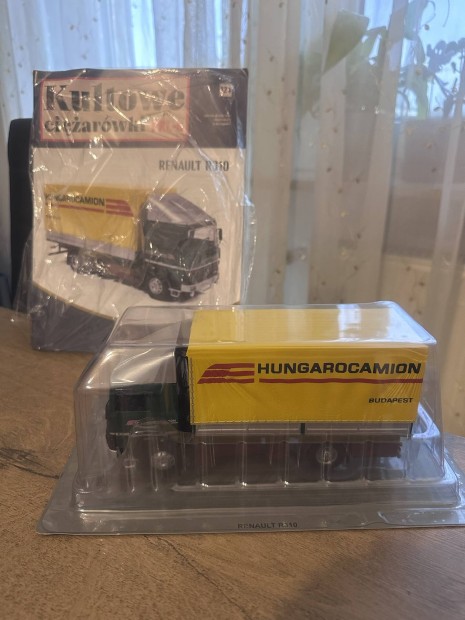 Kultowe
ciężarówki
RENAULT R310
HUNGAROCAMION
HUNGAROCAMION
BUDAPEST
RENAULT R310